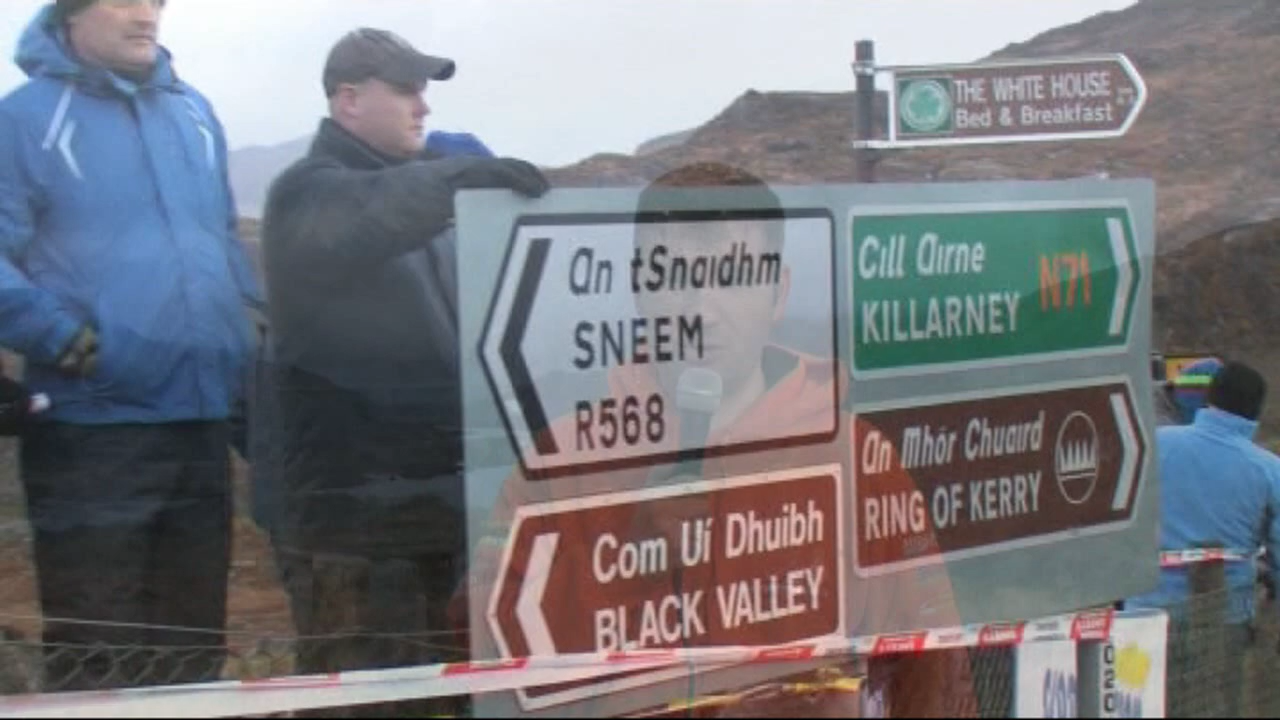 THE WHITE HOUSE
Bed & Breakfast
An tSnaidhm
SNEEM
R568
Cill Airne
KILLARNEY
N71
Com Uí Dhuibh
BLACK VALLEY
An Mhór Chuaird
RING OF KERRY